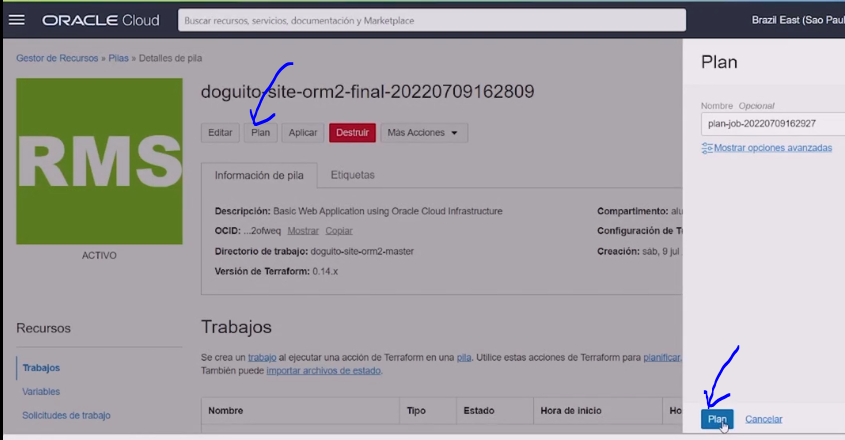 ORACLE Cloud
Buscar recursos, servicios, documentación y Marketplace
Brazil East (Sao Paul
Gestor de Recursos » Pilas » Detalles de pila
RMS
ACTIVO
doguito-site-orm2-final-20220709162809
Editar Plan Aplicar Destruir Más Acciones
Información de pila Etiquetas
Descripción: Basic Web Application using Oracle Cloud Infrastructure
OCID: ...2ofweq Mostrar Copiar
Directorio de trabajo: doguito-site-orm2-master
Versión de Terraform: 0.14.x
Compartimento: alu
Configuración de T
Creación: sáb, 9 jul
Recursos
Trabajos
Variables
Solicitudes de trabajo
Trabajos
Se crea un trabajo al ejecutar una acción de Terraform en una pila. Utilice estas acciones de Terraform para planificar,
También puede importar archivos de estado.
Nombre Tipo Estado Hora de inicio Ho
Plan
Nombre Opcional
plan-job-20220709162927
Mostrar opciones avanzadas
Plan Cancelar